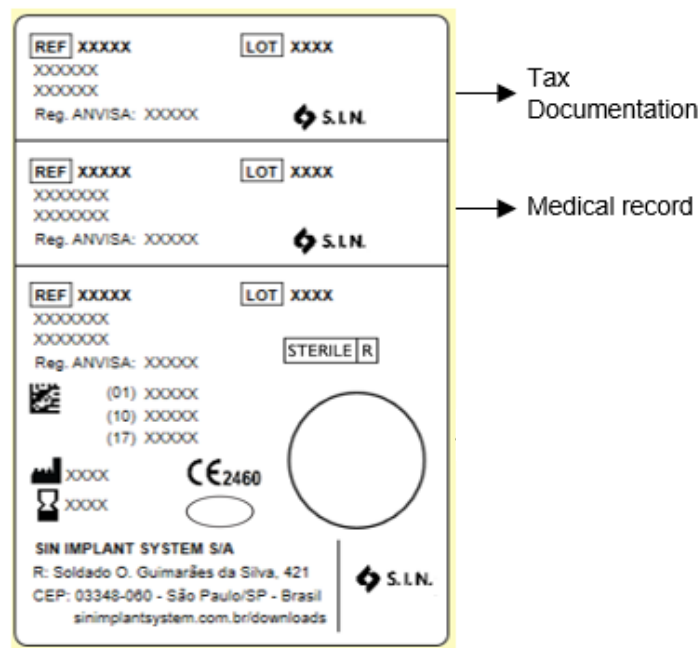 REF XXXXX LOT XXXX
XXXXXX
XXXXXX
Reg. ANVISA: XXXXX S.I.N.
Tax
Documentation
REF XXXXX LOT XXXX
XXXXXXX
XXXXXXX
Reg. ANVISA: XXXXX S.I.N.
Medical record
REF XXXXX LOT XXXX
XXXXXXX
XXXXXXX
Reg. ANVISA: XXXXX
STERILE R
(01) XXXXX
(10) XXXXX
(17) XXXXX
XXXX CE2460
XXXX
SIN IMPLANT SYSTEM S/A
R: Soldado O. Guimarães da Silva, 421
CEP: 03348-060 - São Paulo/SP - Brasil
sinimplantsystem.com.br/downloads
S.I.N.